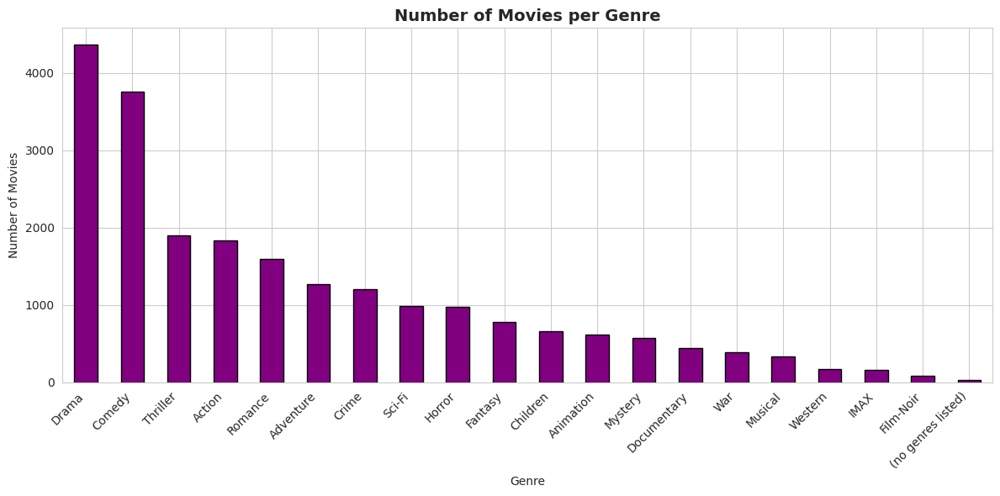 Number of Movies per Genre
Number of Movies
4000
3000
2000
1000
0
Drama
Comedy
Thriller
Action
Romance
Adventure
Crime
Sci-Fi
Horror
Fantasy
Children
Animation
Mystery
Documentary
War
Musical
Western
IMAX
Film-Noir
(no genres listed)
Genre